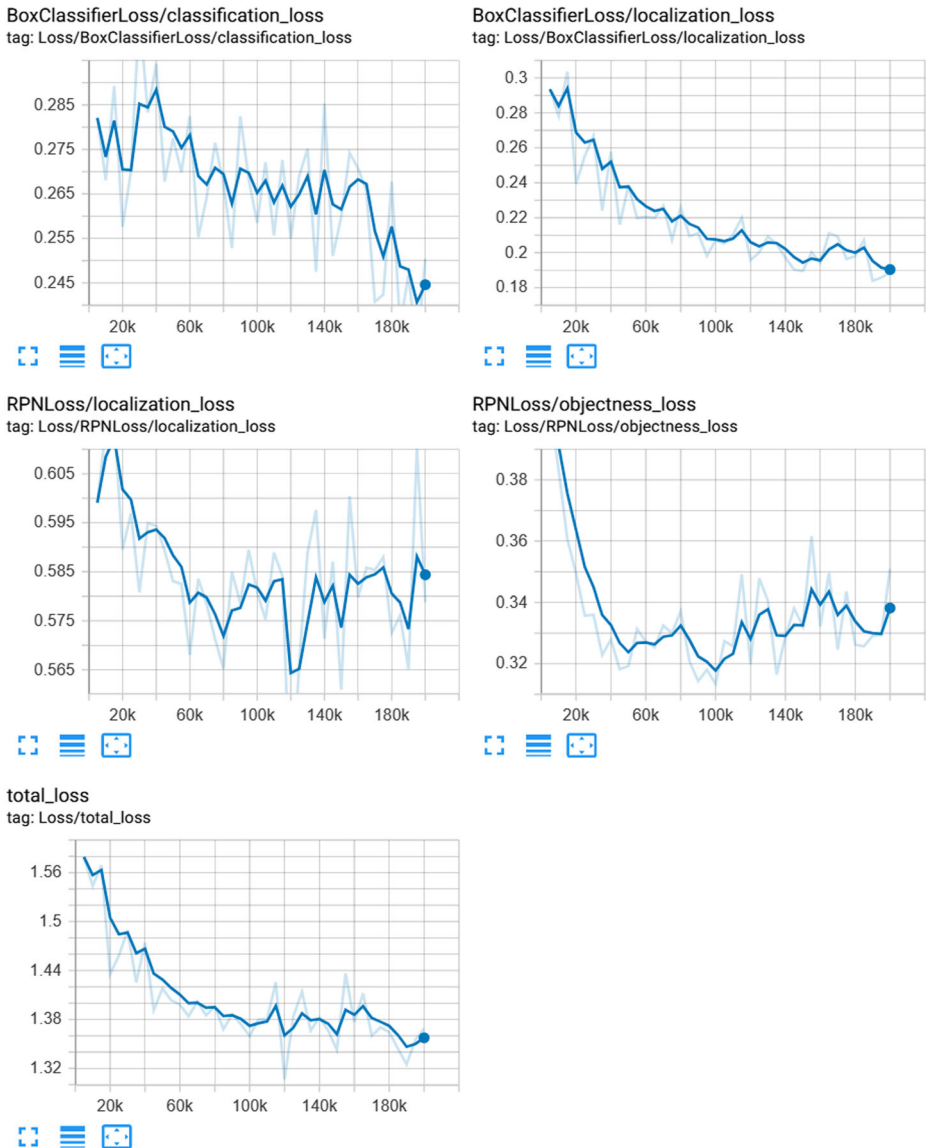 BoxClassifierLoss/classification_loss
tag: Loss/BoxClassifierLoss/classification_loss
0.285
0.275
0.265
0.255
0.245
20k 60k 100k 140k 180k
BoxClassifierLoss/localization_loss
tag: Loss/BoxClassifierLoss/localization_loss
0.3
0.28
0.26
0.24
0.22
0.2
0.18
20k 60k 100k 140k 180k
RPNLoss/localization_loss
tag: Loss/RPNLoss/localization_loss
0.605
0.595
0.585
0.575
0.565
20k 60k 100k 140k 180k
RPNLoss/objectness_loss
tag: Loss/RPNLoss/objectness_loss
0.38
0.36
0.34
0.32
20k 60k 100k 140k 180k
total_loss
tag: Loss/total_loss
1.56
1.5
1.44
1.38
1.32
20k 60k 100k 140k 180k